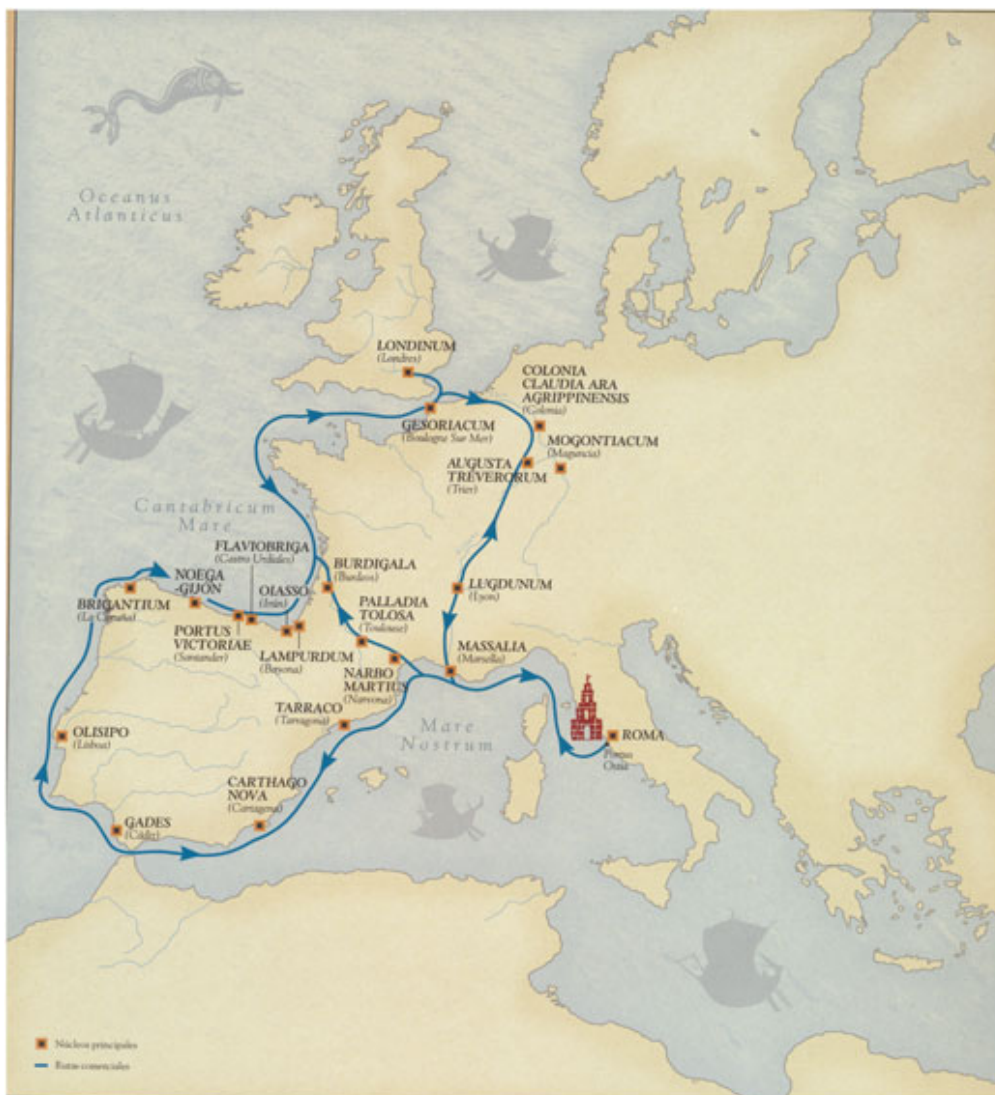 Oceanus
Atlanticus
LONDINUM
(Londres)
COLONIA
CLAUDIA ARA
AGRIPPINENSIS
(Colonia)
GESORIACUM
(Boulogne Sur Mer)
MOGONTIACUM
(Maguncia)
AUGUSTA
TREVERORUM
(Trier)
Cantabricum
Mare
FLAVIOBRIGA
(Castro Urdiales)
NOEGA
-GIJÓN
OIASSO
(Irún)
BURDIGALA
(Burdeos)
LUGDUNUM
(Lyon)
BRIGANTIUM
(La Coruña)
PALLADIA
TOLOSA
(Toulouse)
PORTUS
VICTORIAE
(Santander)
LAMPURDUM
(Bayona)
MASSALIA
(Marsella)
NARBO
MARTIUS
(Narvona)
TARRACO
(Tarragona)
Mare
Nostrum
OLISIPO
(Lisboa)
ROMA
Portus
Ostia
CARTHAGO
NOVA
(Cartagena)
GADES
(Cádiz)
Núcleos principales
Rutas comerciales